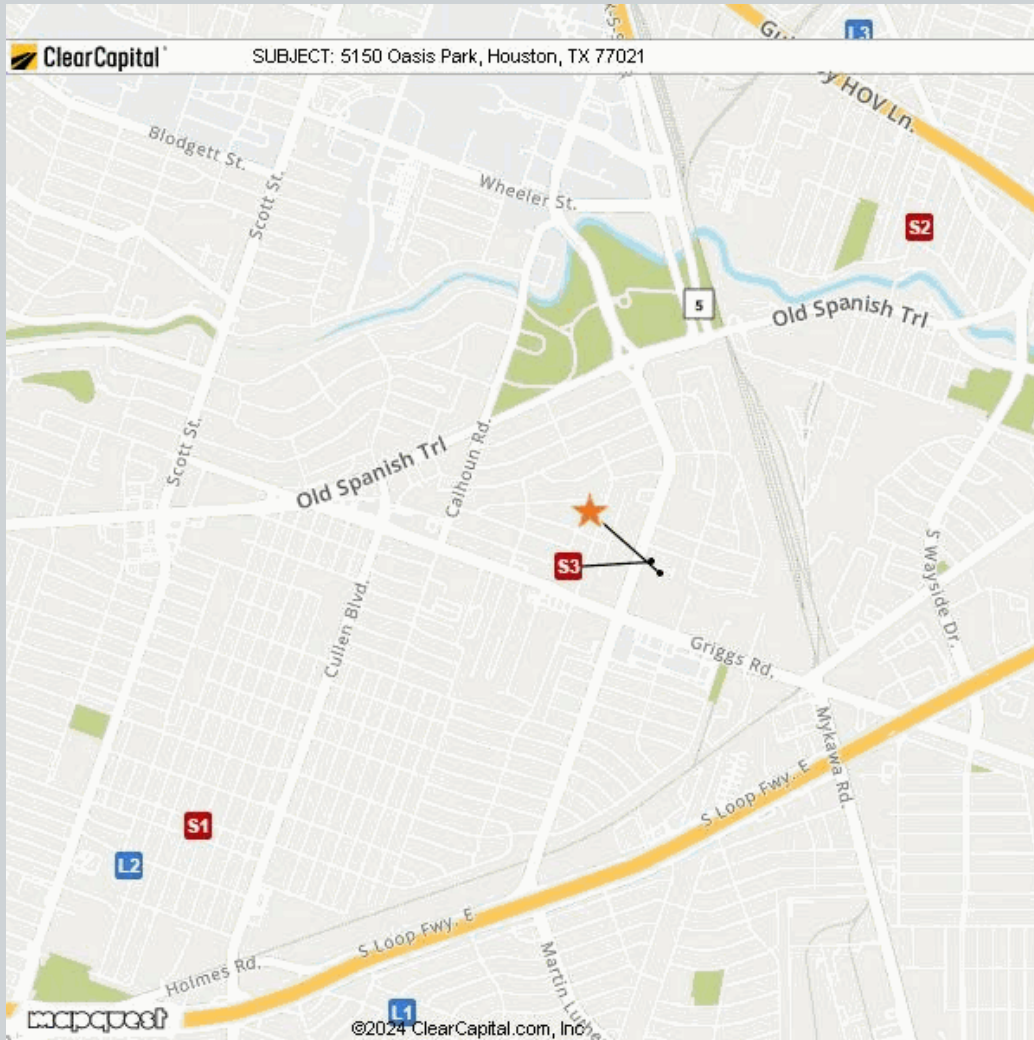 ClearCapital
SUBJECT: 5150 Oasis Park, Houston, TX 77021
L3
y HOV Ln.
Blodgett St.
Scott St.
Wheeler St.
S2
5
Old Spanish Trl
Scott St.
Old Spanish Trl
Calhoun Rd.
S3
S Wayside Dr.
Cullen Blvd.
Griggs Rd.
Mykawa Rd.
S Loop Fwy. E
S1
L2
S Loop Fwy. E
Holmes Rd.
Martin Luthe
L1
mapquest
©2024 ClearCapital.com, Inc